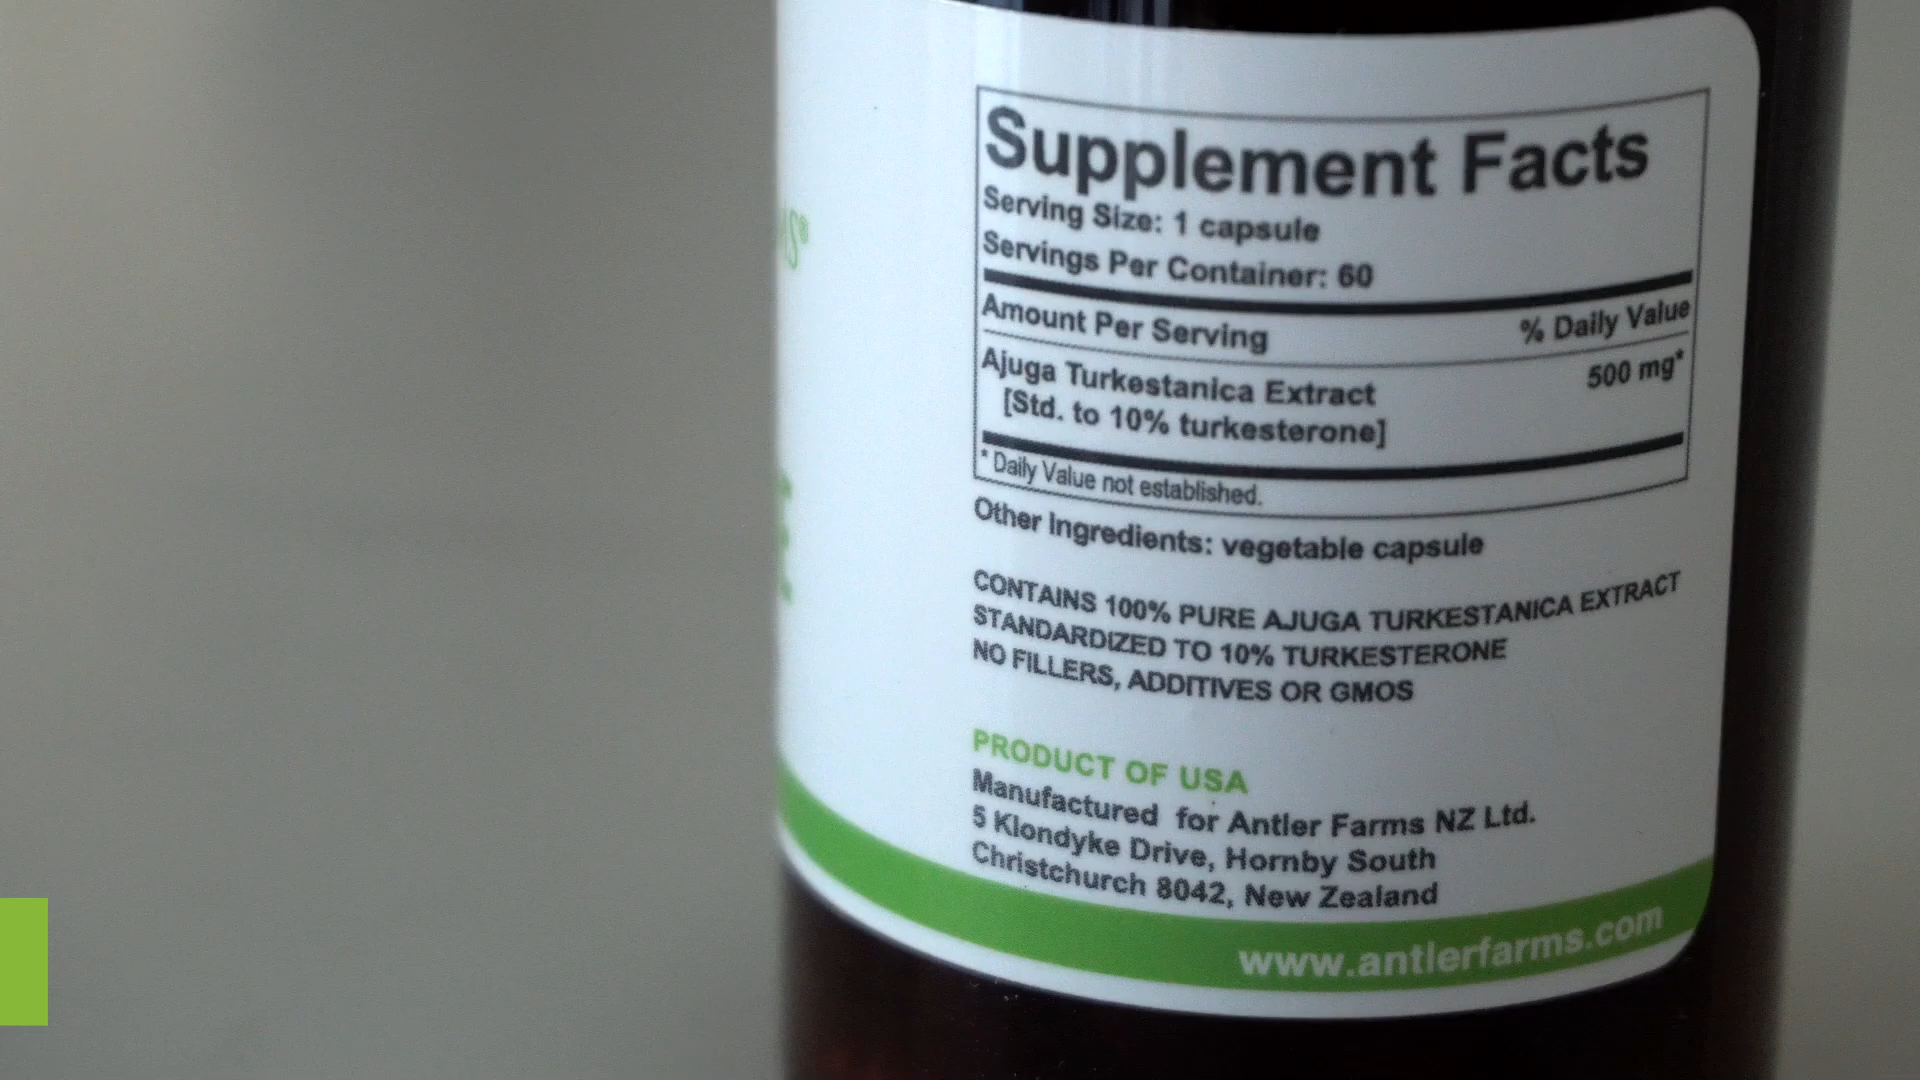 Supplement Facts
Serving Size: 1 capsule
Servings Per Container: 60
Amount Per Serving % Daily Value
Ajuga Turkestanica Extract 500 mg*
[Std. to 10% turkesterone]
* Daily Value not established.
Other Ingredients: vegetable capsule
CONTAINS 100% PURE AJUGA TURKESTANICA EXTRACT
STANDARDIZED TO 10% TURKESTERONE
NO FILLERS, ADDITIVES OR GMOS
PRODUCT OF USA
Manufactured for Antler Farms NZ Ltd.
5 Klondyke Drive, Hornby South
Christchurch 8042, New Zealand
www.antlerfarms.com